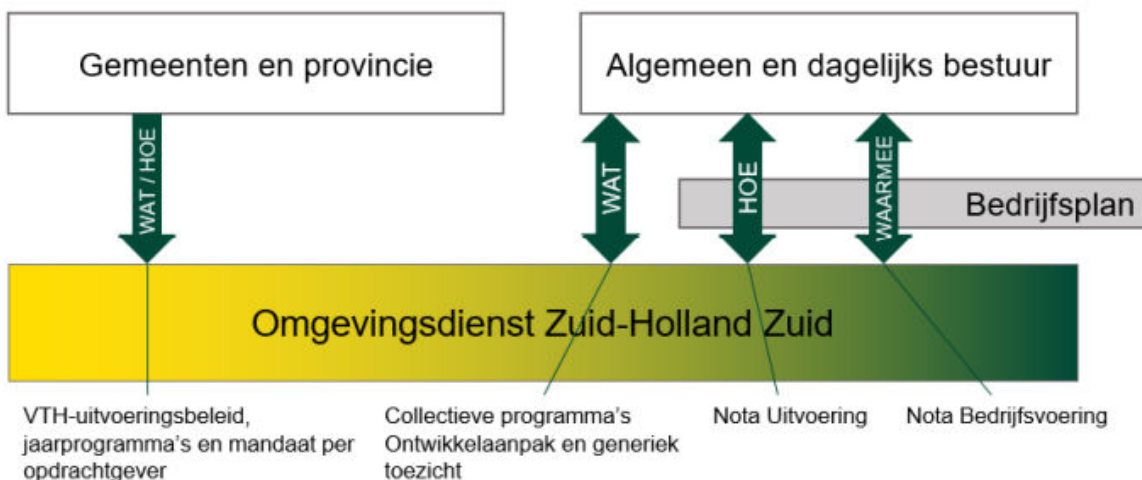 Gemeenten en provincie
Algemeen en dagelijks bestuur
WAT / HOE
WAT
HOE
WAARMEE
Bedrijfsplan
Omgevingsdienst Zuid-Holland Zuid
VTH-uitvoeringsbeleid,
jaarprogramma's en mandaat per
opdrachtgever
Collectieve programma's
Ontwikkelaanpak en generiek
toezicht
Nota Uitvoering
Nota Bedrijfsvoering